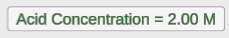 Acid Concentration = 2.00 M